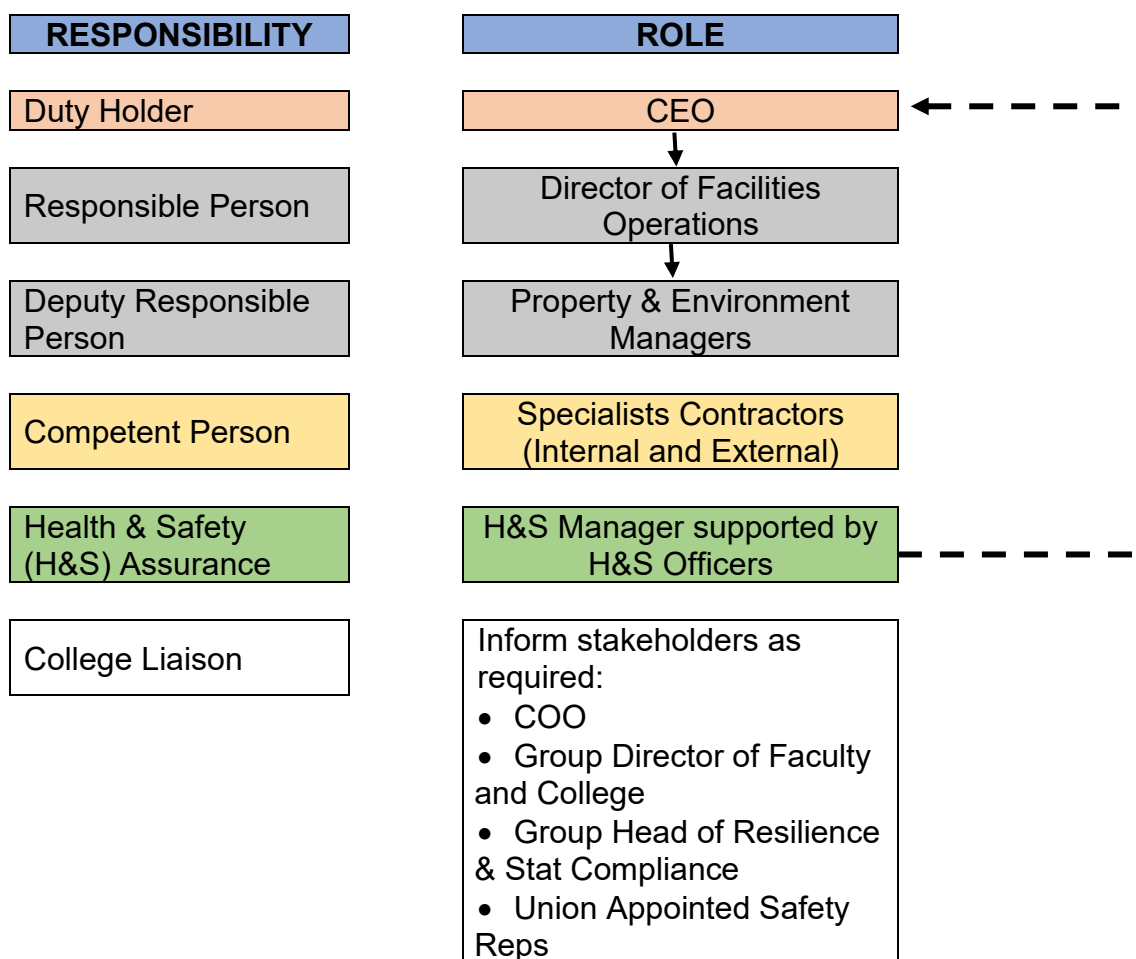 RESPONSIBILITY
ROLE
Duty Holder
CEO
Responsible Person
Director of Facilities
Operations
Deputy Responsible
Person
Property & Environment
Managers
Competent Person
Specialists Contractors
(Internal and External)
Health & Safety
(H&S) Assurance
H&S Manager supported by
H&S Officers
College Liaison
Inform stakeholders as
required:
• COO
• Group Director of Faculty
and College
• Group Head of Resilience
& Stat Compliance
• Union Appointed Safety
Reps